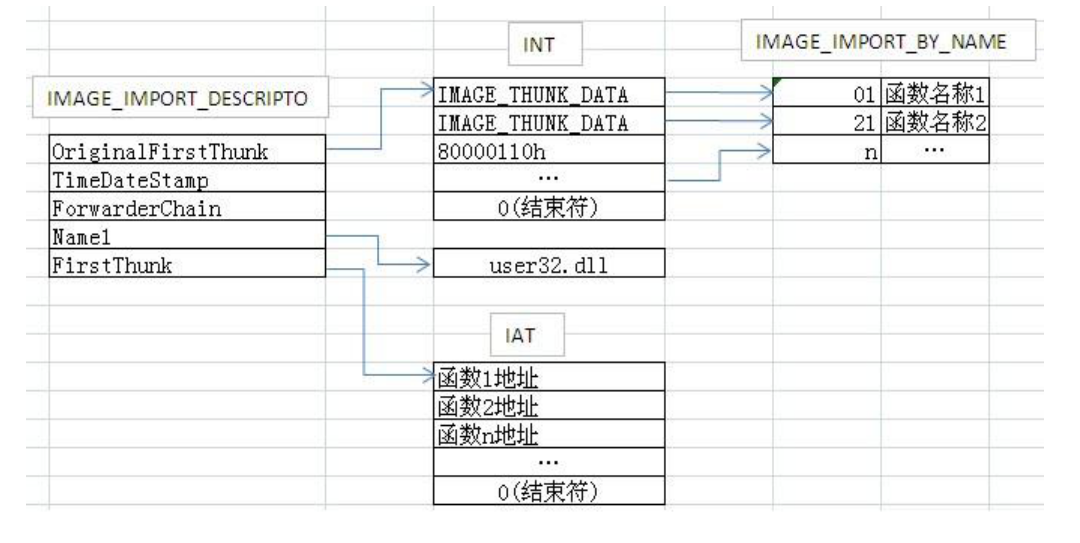 INT
IMAGE_IMPORT_BY_NAME
IMAGE_IMPORT_DESCRIPTO
IMAGE_THUNK_DATA
01 函数名称1
IMAGE_THUNK_DATA
21 函数名称2
OriginalFirstThunk
80000110h
n …
TimeDateStamp
…
ForwarderChain
0(结束符)
Name1
FirstThunk
user32.dll
IAT
函数1地址
函数2地址
函数n地址
…
0(结束符)